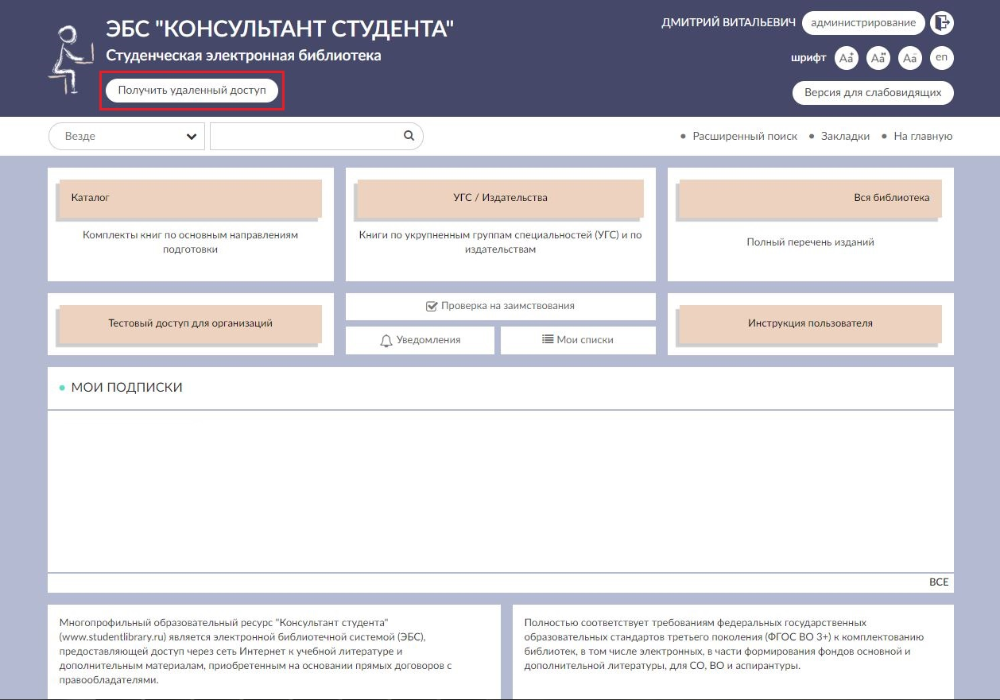 ЭБС "КОНСУЛЬТАНТ СТУДЕНТА"
Студенческая электронная библиотека
Получить удаленный доступ
ДМИТРИЙ ВИТАЛЬЕВИЧ администрирование
шрифт Aa+ Aaн Aa- en
Версия для слабовидящих
Везде
Расширенный поиск
Закладки
На главную
Каталог
Комплекты книг по основным направлениям
подготовки
УГС / Издательства
Книги по укрупненным группам специальностей (УГС) и по
издательствам
Вся библиотека
Полный перечень изданий
Тестовый доступ для организаций
Проверка на заимствования
Уведомления
Мои списки
Инструкция пользователя
МОИ ПОДПИСКИ
ВСЕ
Многопрофильный образовательный ресурс "Консультант студента"
(www.studentlibrary.ru) является электронной библиотечной системой (ЭБС),
предоставляющей доступ через сеть Интернет к учебной литературе и
дополнительным материалам, приобретенным на основании прямых договоров с
правообладателями.
Полностью соответствует требованиям федеральных государственных
образовательных стандартов третьего поколения (ФГОС ВО 3+) к комплектованию
библиотек, в том числе электронных, в части формирования фондов основной и
дополнительной литературы, для СО, ВО и аспирантуры.